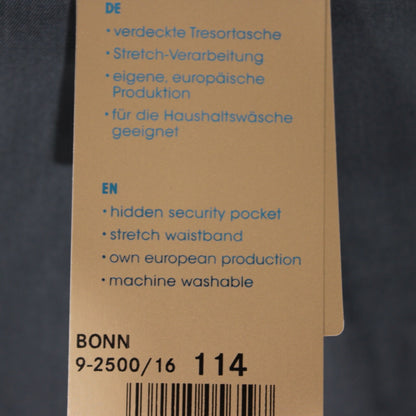 DE
• verdeckte Tresortasche
• Stretch-Verarbeitung
• eigene, europäische
Produktion
• für die Haushaltswäsche
geeignet
EN
• hidden security pocket
• stretch waistband
• own european production
• machine washable
BONN
9-2500/16 114